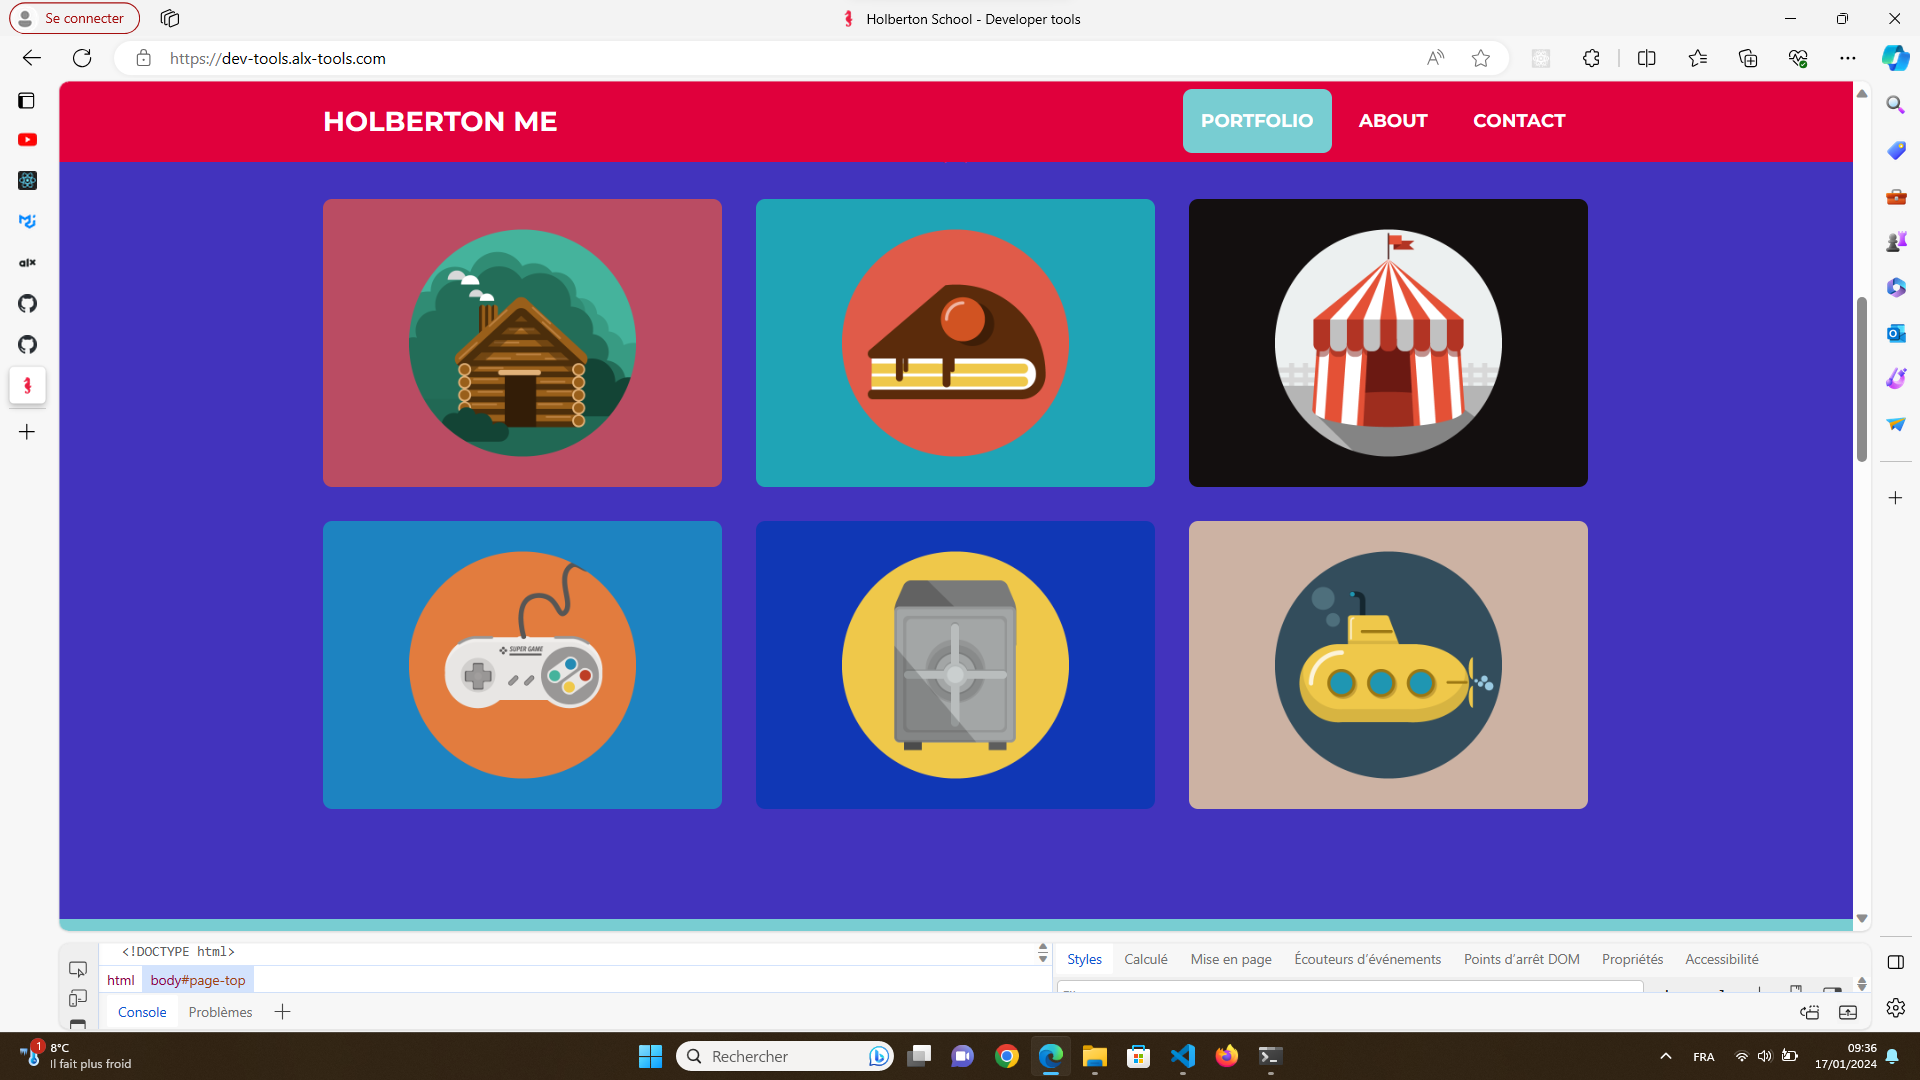 Se connecter
Holberton School - Developer tools
https://dev-tools.alx-tools.com
HOLBERTON ME
PORTFOLIO
ABOUT
CONTACT
alx
SUPER GAME
<!DOCTYPE html>
html
body#page-top
Styles
Calculé
Mise en page
Écouteurs d'événements
Points d'arrêt DOM
Propriétés
Accessibilité
Console
Problèmes
1
8°C
Il fait plus froid
Rechercher
FRA
09:36
17/01/2024